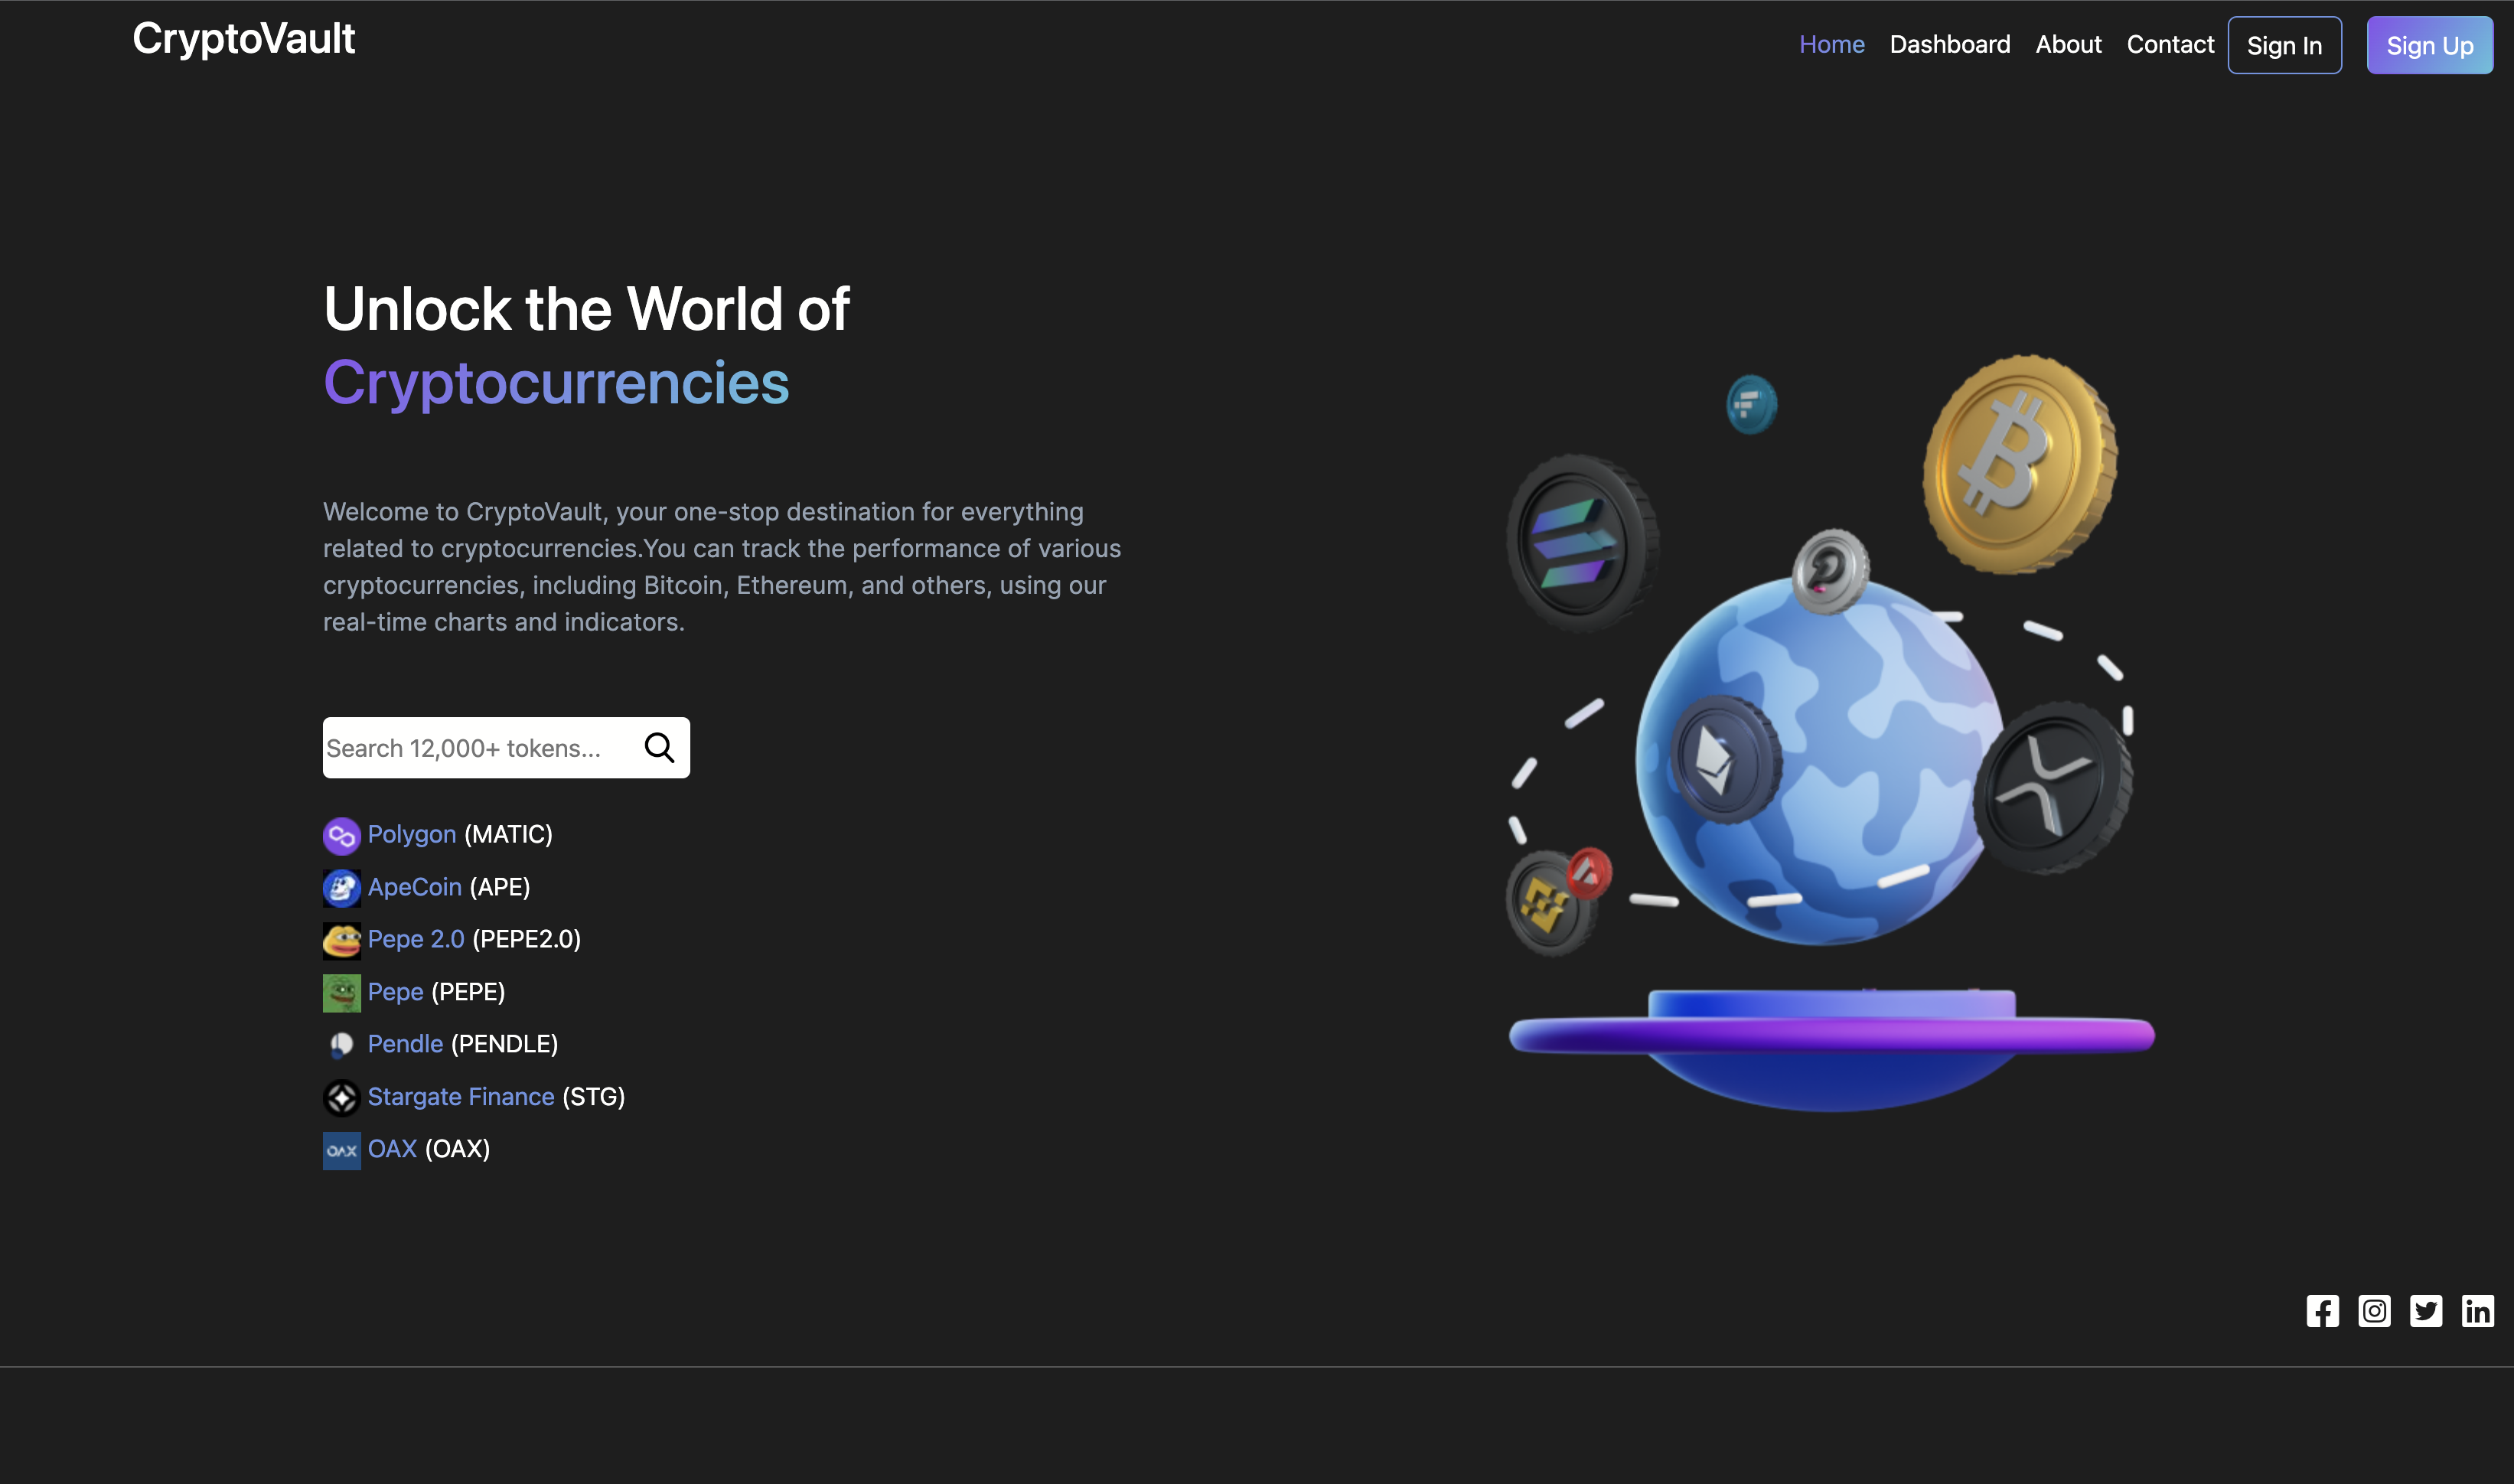 CryptoVault
Home Dashboard About Contact Sign In Sign Up
Unlock the World of
Cryptocurrencies
Welcome to CryptoVault, your one-stop destination for everything
related to cryptocurrencies.You can track the performance of various
cryptocurrencies, including Bitcoin, Ethereum, and others, using our
real-time charts and indicators.
Search 12,000+ tokens...
Polygon (MATIC)
ApeCoin (APE)
Pepe 2.0 (PEPE2.0)
Pepe (PEPE)
Pendle (PENDLE)
Stargate Finance (STG)
OAX OAX (OAX)